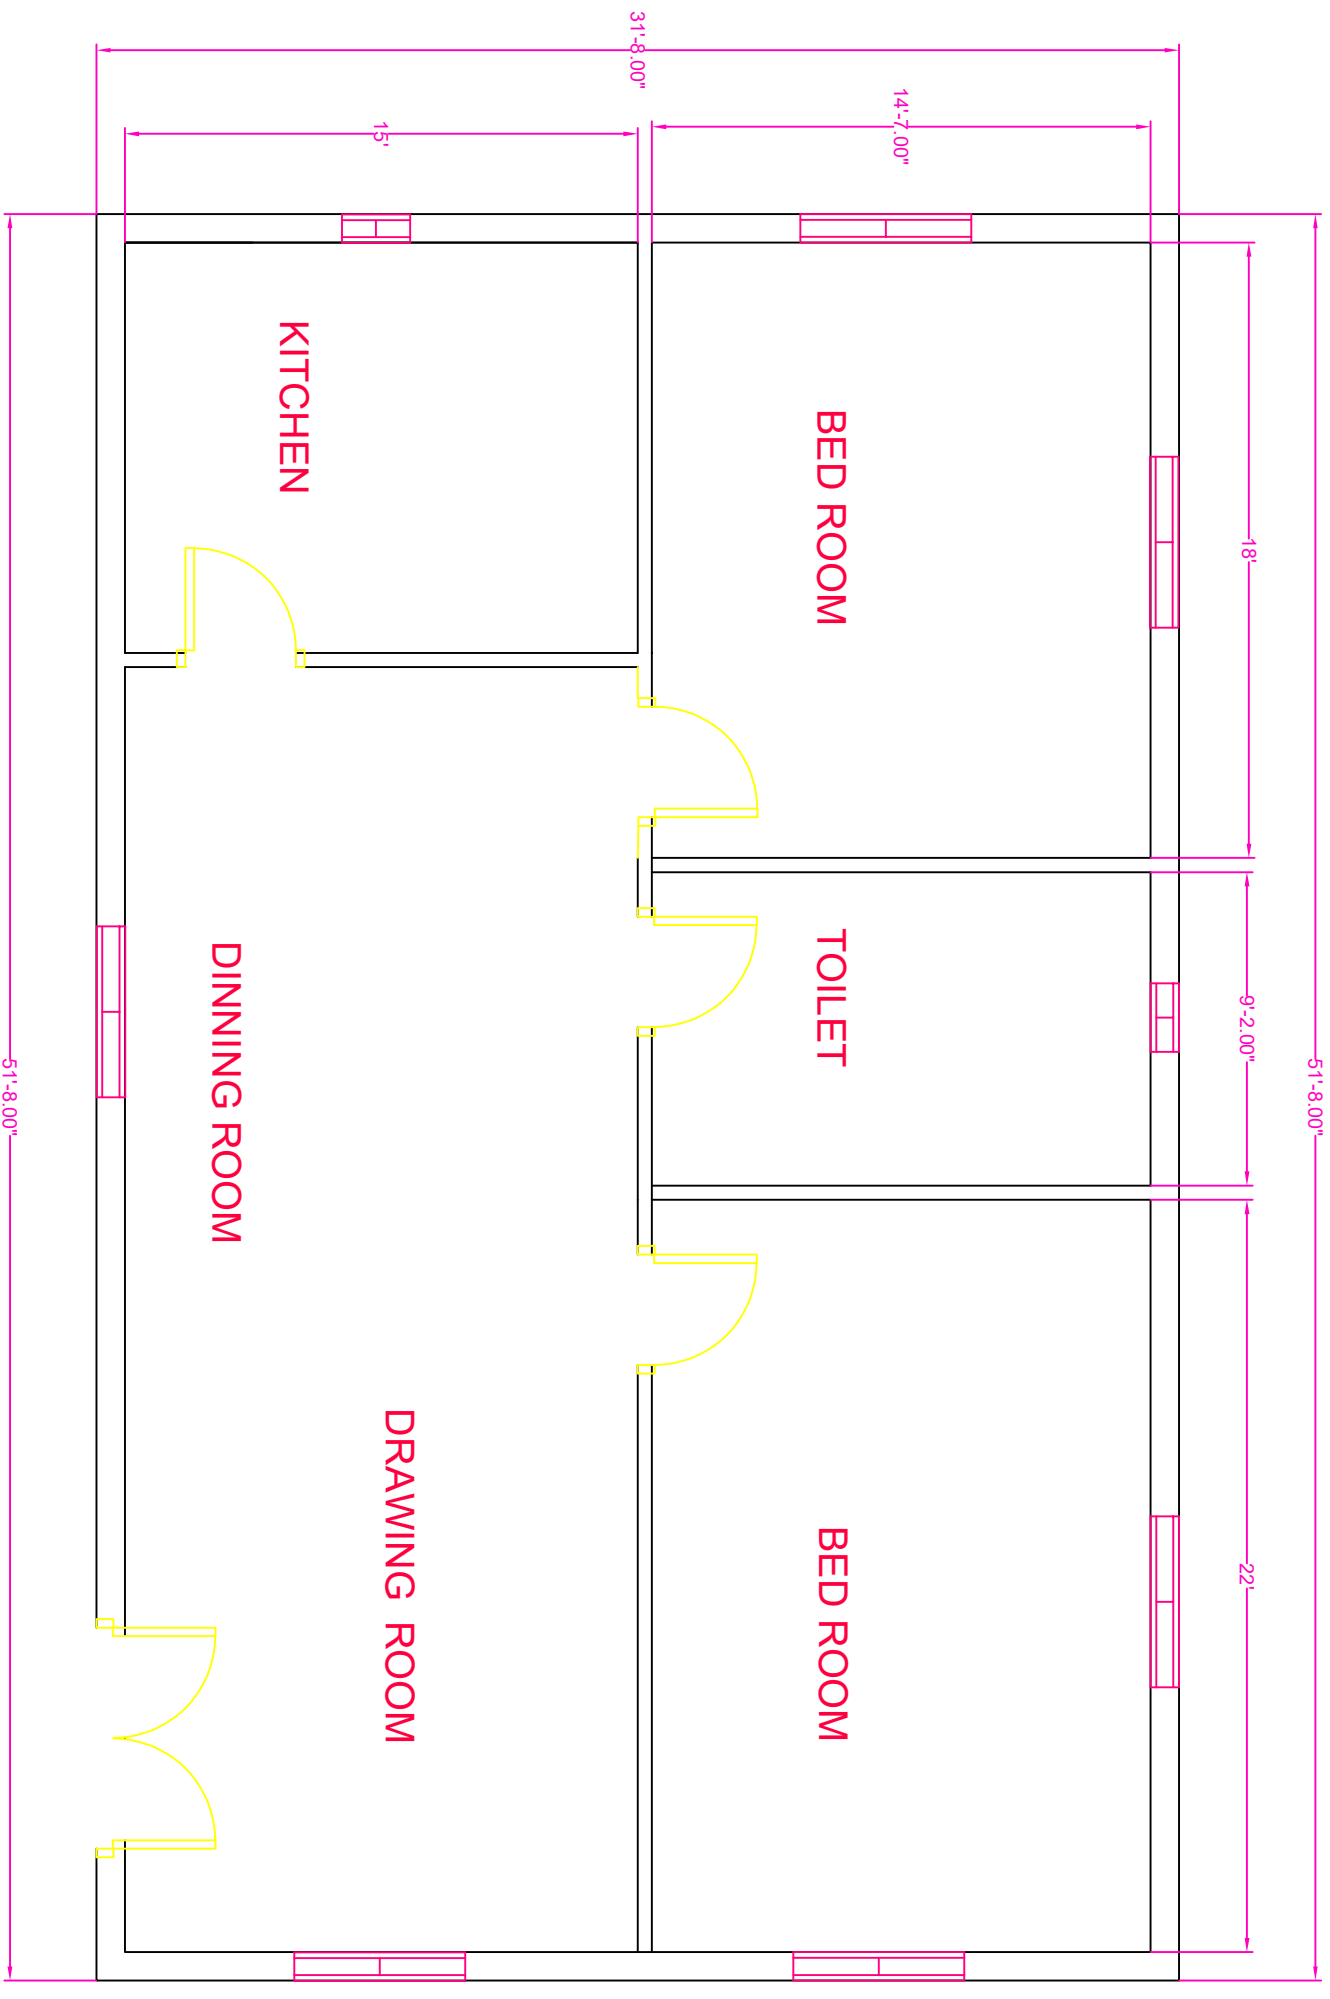 51'-8.00"
18'
9'-2.00"
22'
BED ROOM
TOILET
BED ROOM
14'-7.00"
31'-8.00"
15'
KITCHEN
DRAWING ROOM
DINNING ROOM
51'-8.00"